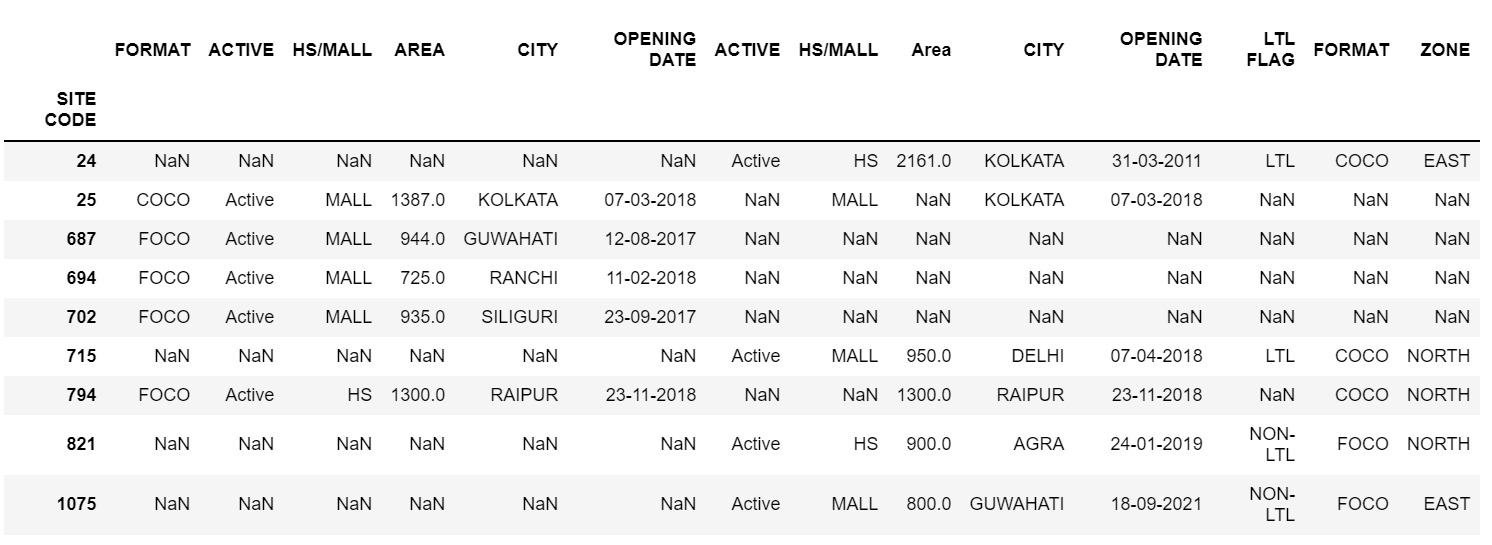 FORMAT ACTIVE HS/MALL AREA CITY OPENING DATE ACTIVE HS/MALL Area CITY OPENING DATE LTL FLAG FORMAT ZONE
SITE CODE
24 NaN NaN NaN NaN NaN NaN Active HS 2161.0 KOLKATA 31-03-2011 LTL COCO EAST
25 COCO Active MALL 1387.0 KOLKATA 07-03-2018 NaN MALL NaN KOLKATA 07-03-2018 NaN NaN NaN
687 FOCO Active MALL 944.0 GUWAHATI 12-08-2017 NaN NaN NaN NaN NaN NaN NaN NaN
694 FOCO Active MALL 725.0 RANCHI 11-02-2018 NaN NaN NaN NaN NaN NaN NaN NaN
702 FOCO Active MALL 935.0 SILIGURI 23-09-2017 NaN NaN NaN NaN NaN NaN NaN NaN
715 NaN NaN NaN NaN NaN NaN Active MALL 950.0 DELHI 07-04-2018 LTL COCO NORTH
794 FOCO Active HS 1300.0 RAIPUR 23-11-2018 NaN NaN 1300.0 RAIPUR 23-11-2018 NaN COCO NORTH
821 NaN NaN NaN NaN NaN NaN Active HS 900.0 AGRA 24-01-2019 NON-LTL FOCO NORTH
1075 NaN NaN NaN NaN NaN NaN Active MALL 800.0 GUWAHATI 18-09-2021 NON-LTL FOCO EAST